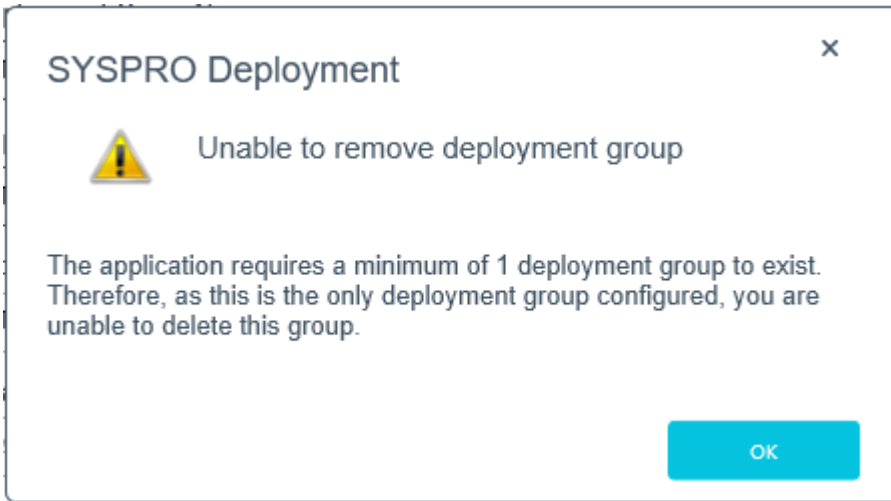 SYSPRO Deployment
Unable to remove deployment group
The application requires a minimum of 1 deployment group to exist.
Therefore, as this is the only deployment group configured, you are
unable to delete this group.
OK